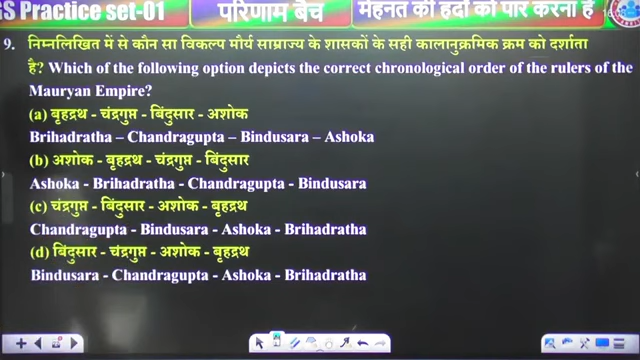 GS Practice set-01 परिणाम बैच मेहनत की हदों को पार करना है
9. निम्नलिखित में से कौन सा विकल्प मौर्य साम्राज्य के शासकों के सही कालानुक्रमिक क्रम को दर्शाता
है? Which of the following option depicts the correct chronological order of the rulers of the
Mauryan Empire?
(a) बृहद्रथ - चंद्रगुप्त - बिंदुसार - अशोक
Brihadratha – Chandragupta – Bindusara – Ashoka
(b) अशोक - बृहद्रथ - चंद्रगुप्त - बिंदुसार
Ashoka - Brihadratha - Chandragupta - Bindusara
(c) चंद्रगुप्त - बिंदुसार - अशोक - बृहद्रथ
Chandragupta - Bindusara - Ashoka - Brihadratha
(d) बिंदुसार - चंद्रगुप्त - अशोक - बृहद्रथ
Bindusara - Chandragupta - Ashoka - Brihadratha